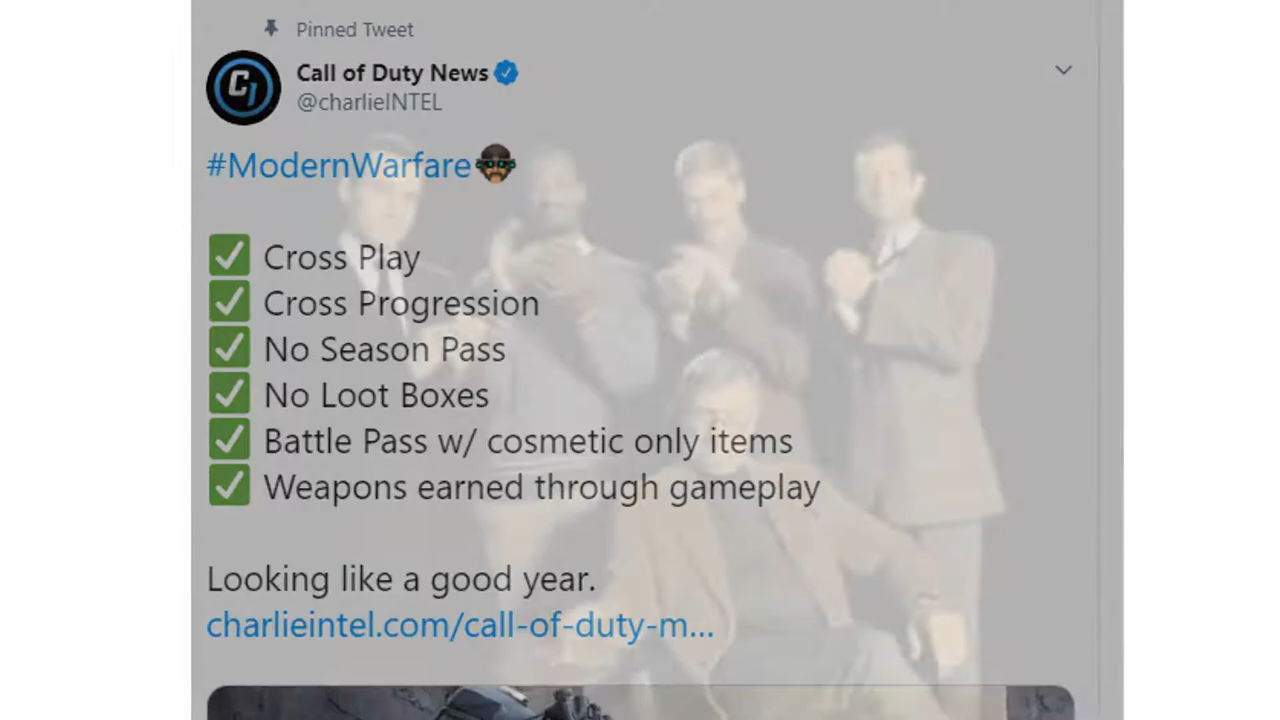 Pinned Tweet
Call of Duty News
@charlieINTEL
#ModernWarfare
Cross Play
Cross Progression
No Season Pass
No Loot Boxes
Battle Pass w/ cosmetic only items
Weapons earned through gameplay
Looking like a good year.
charlieintel.com/call-of-duty-m...